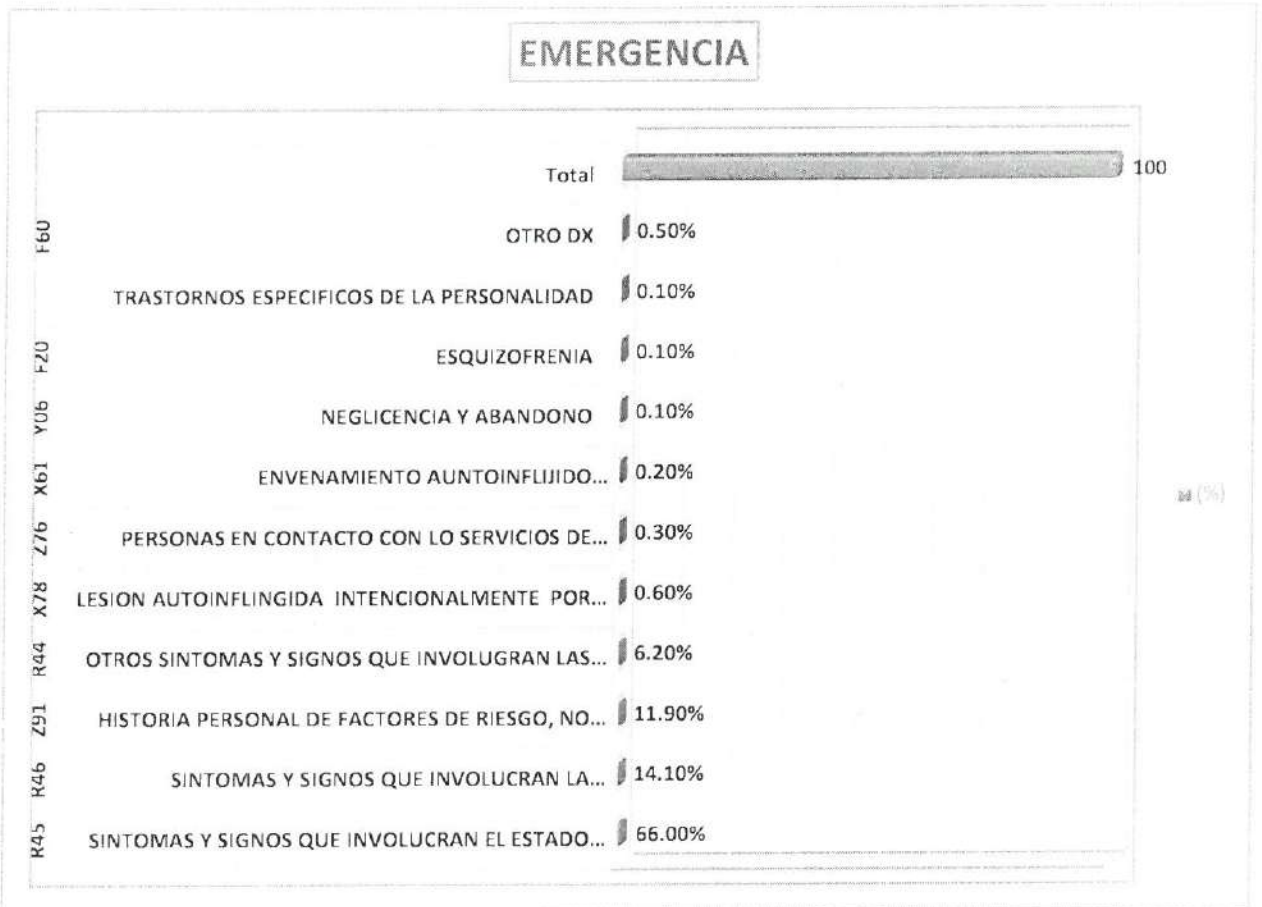 EMERGENCIA
Total 100
F60
OTRO DX 0.50%
TRASTORNOS ESPECIFICOS DE LA PERSONALIDAD 0.10%
F20 ESQUIZOFRENIA 0.10%
Y06 NEGLICENCIA Y ABANDONO 0.10%
X61 ENVENAMIENTO AUNTOINFLIJIDO... 0.20%
Z76 PERSONAS EN CONTACTO CON LO SERVICIOS DE... 0.30%
X78 LESION AUTOINFLINGIDA INTENCIONALMENTE POR... 0.60%
R44 OTROS SINTOMAS Y SIGNOS QUE INVOLUGRAN LAS... 6.20%
Z91 HISTORIA PERSONAL DE FACTORES DE RIESGO, NO... 11.90%
R46 SINTOMAS Y SIGNOS QUE INVOLUCRAN LA... 14.10%
R45 SINTOMAS Y SIGNOS QUE INVOLUCRAN EL ESTADO... 66.00%
(%)